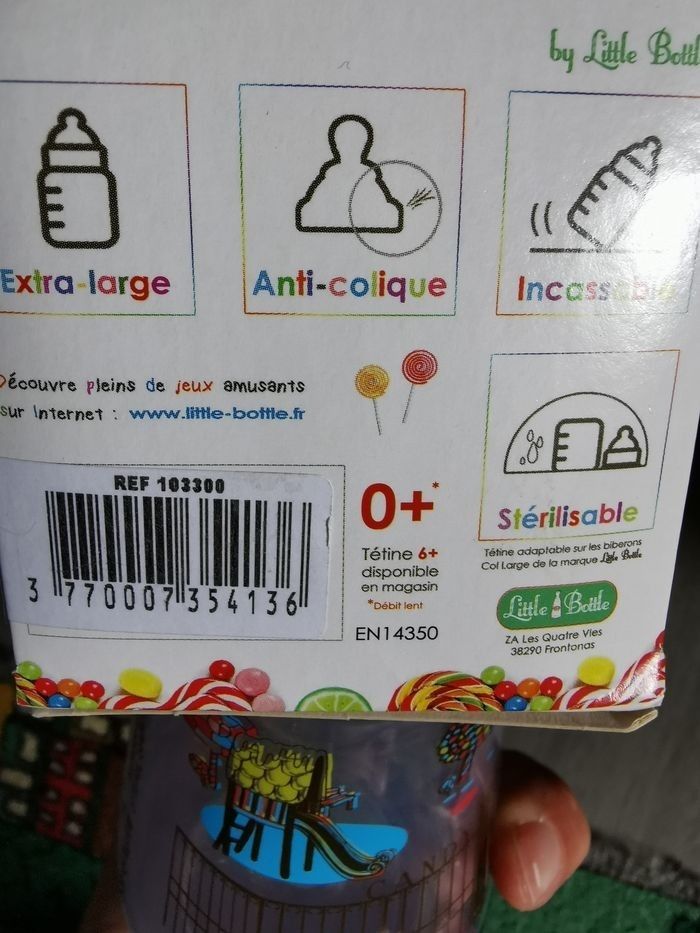 by Little Bottl
Extra-large
Anti-colique
Incassable
Découvre pleins de jeux amusants
sur Internet : www.little-bottle.fr
REF 103300
3 770007 354136
0+*
Tétine 6+
disponible
en magasin
*Débit lent
EN14350
Stérilisable
Tétine adaptable sur les biberons
Col Large de la marque Little Bottle
Little Bottle
ZA Les Quatre Vies
38290 Frontonas
CANDY